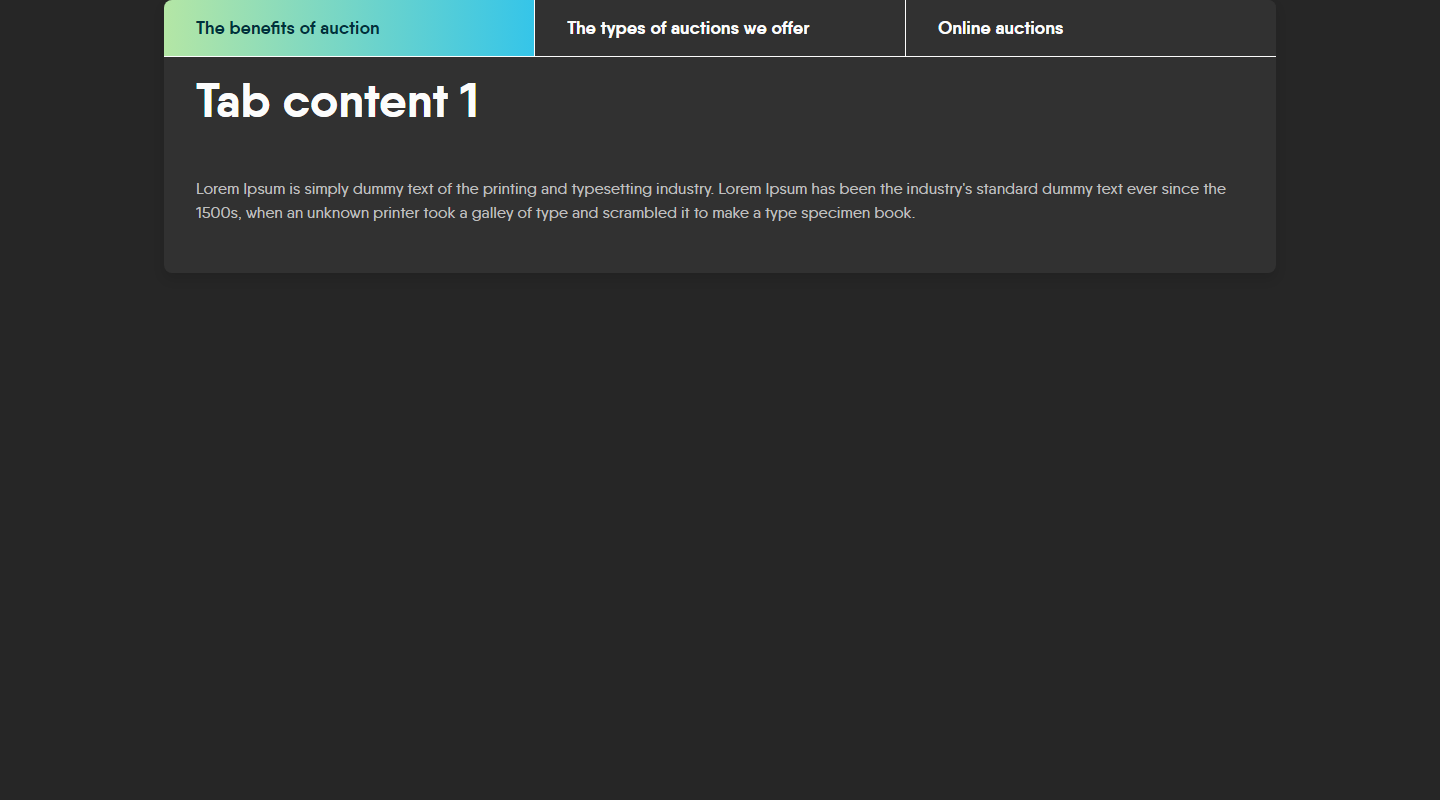 The benefits of auction
The types of auctions we offer
Online auctions
Tab content 1
Lorem Ipsum is simply dummy text of the printing and typesetting industry. Lorem Ipsum has been the industry's standard dummy text ever since the
1500s, when an unknown printer took a galley of type and scrambled it to make a type specimen book.